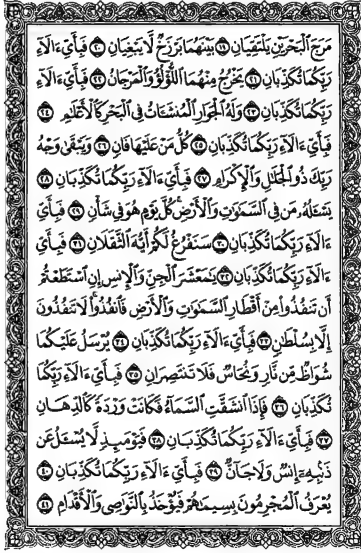 مَرَجَ ٱلْبَحْرَيْنِ يَلْتَقِيَانِ ١٩ بَيْنَهُمَا بَرْزَخٌ لَّا يَبْغِيَانِ ٢٠ فَبِأَيِّ ءَالَآءِ
رَبِّكُمَا تُكَذِّبَانِ ٢١ يَخْرُجُ مِنْهُمَا ٱللُّؤْلُؤُ وَٱلْمَرْجَانُ ٢٢ فَبِأَيِّ ءَالَآءِ
رَبِّكُمَا تُكَذِّبَانِ ٢٣ وَلَهُ ٱلْجَوَارِ ٱلْمُنشَـَٔاتُ فِى ٱلْبَحْرِ كَٱلْأَعْلَٰمِ ٢٤
فَبِأَيِّ ءَالَآءِ رَبِّكُمَا تُكَذِّبَانِ ٢٥ كُلُّ مَنْ عَلَيْهَا فَانٍ ٢٦ وَيَبْقَىٰ وَجْهُ
رَبِّكَ ذُو ٱلْجَلَٰلِ وَٱلْإِكْرَامِ ٢٧ فَبِأَيِّ ءَالَآءِ رَبِّكُمَا تُكَذِّبَانِ ٢٨
يَسْـَٔلُهُۥ مَن فِى ٱلسَّمَٰوَٰتِ وَٱلْأَرْضِ ۚ كُلَّ يَوْمٍ هُوَ فِى شَأْنٍ ٢٩ فَبِأَيِّ
ءَالَآءِ رَبِّكُمَا تُكَذِّبَانِ ٣٠ سَنَفْرُغُ لَكُمْ أَيُّهَ ٱلثَّقَلَانِ ٣١ فَبِأَيِّ
ءَالَآءِ رَبِّكُمَا تُكَذِّبَانِ ٣٢ يَٰمَعْشَرَ ٱلْجِنِّ وَٱلْإِنسِ إِنِ ٱسْتَطَعْتُمْ
أَن تَنفُذُوا۟ مِنْ أَقْطَارِ ٱلسَّمَٰوَٰتِ وَٱلْأَرْضِ فَٱنفُذُوا۟ ۚ لَا تَنفُذُونَ
إِلَّا بِسُلْطَٰنٍ ٣٣ فَبِأَيِّ ءَالَآءِ رَبِّكُمَا تُكَذِّبَانِ ٣٤ يُرْسَلُ عَلَيْكُمَا
شُوَاظٌ مِّن نَّارٍ وَنُحَاسٌ فَلَا تَنتَصِرَانِ ٣٥ فَبِأَيِّ ءَالَآءِ رَبِّكُمَا
تُكَذِّبَانِ ٣٦ فَإِذَا ٱنشَقَّتِ ٱلسَّمَآءُ فَكَانَتْ وَرْدَةً كَٱلدِّهَانِ
٣٧ فَبِأَيِّ ءَالَآءِ رَبِّكُمَا تُكَذِّبَانِ ٣٨ فَيَوْمَئِذٍ لَّا يُسْـَٔلُ عَن
ذَنۢبِهِۦٓ إِنسٌ وَلَا جَآنٌّ ٣٩ فَبِأَيِّ ءَالَآءِ رَبِّكُمَا تُكَذِّبَانِ ٤٠
يُعْرَفُ ٱلْمُجْرِمُونَ بِسِيمَٰهُمْ فَيُؤْخَذُ بِٱلنَّوَٰصِى وَٱلْأَقْدَامِ ٤١